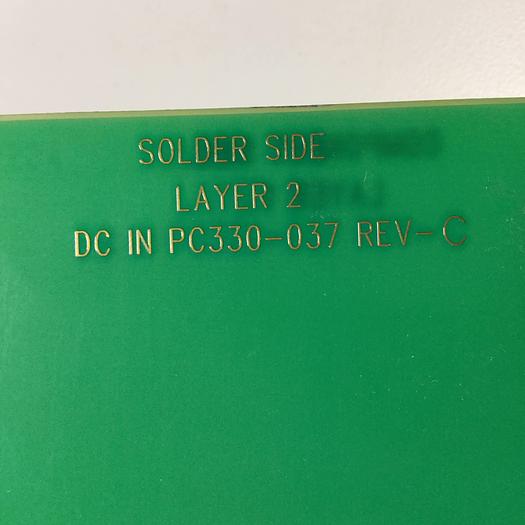 SOLDER SIDE
LAYER 2
DC IN PC330-037 REV-C